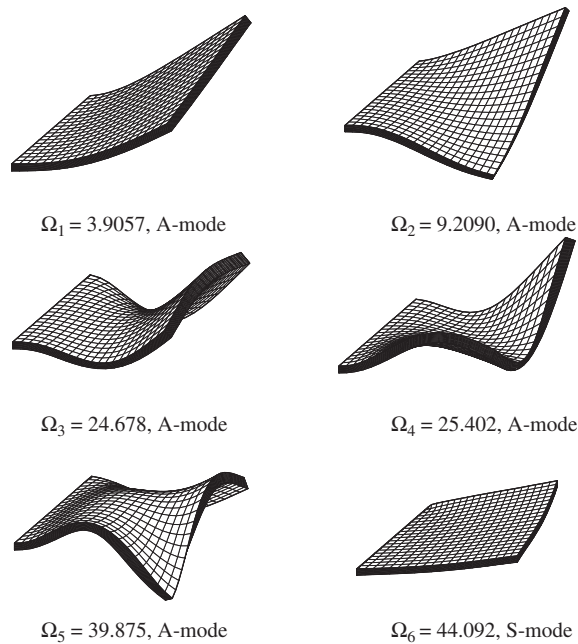 Ω₁ = 3.9057, A-mode
Ω₂ = 9.2090, A-mode
Ω₃ = 24.678, A-mode
Ω₄ = 25.402, A-mode
Ω₅ = 39.875, A-mode
Ω₆ = 44.092, S-mode